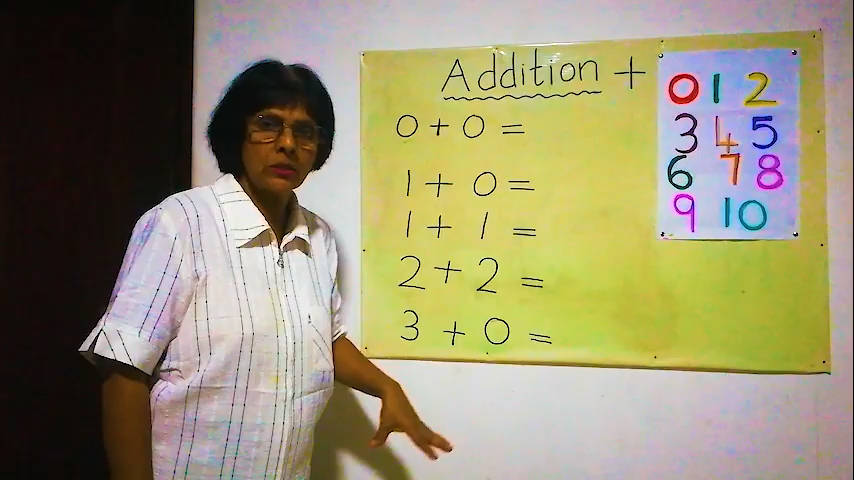 Addition +
0 + 0 =
1 + 0 =
1 + 1 =
2 + 2 =
3 + 0 =
0 1 2
3 4 5
6 7 8
9 10